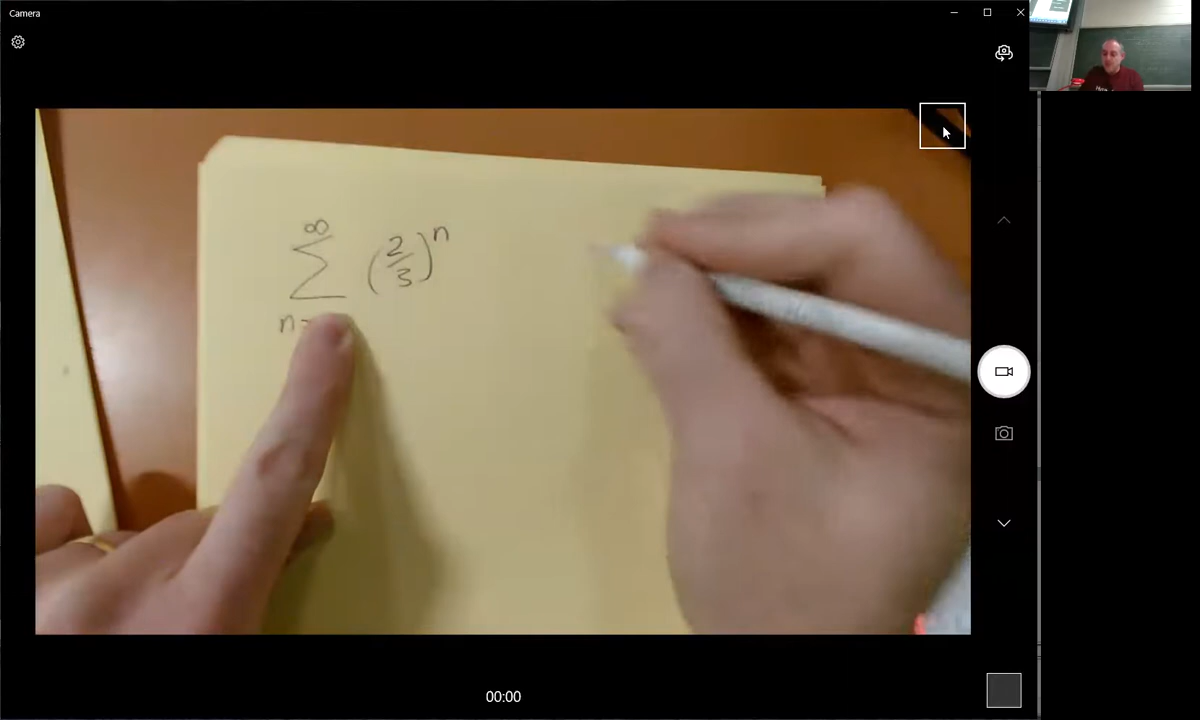 Camera
∞
∑ (2/3)^n
n=
00:00